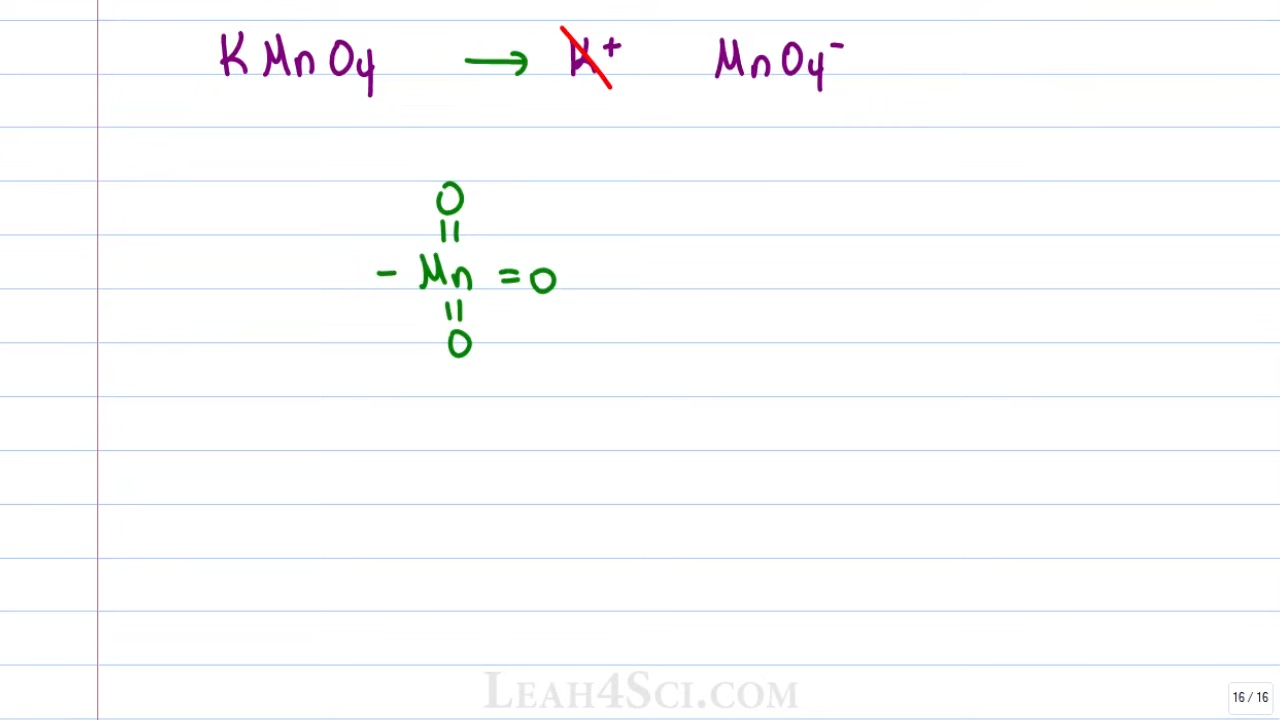 KMnO4 → K+ MnO4-
O
||
- Mn = O
||
O
LEAH4SCI.COM
16 / 16